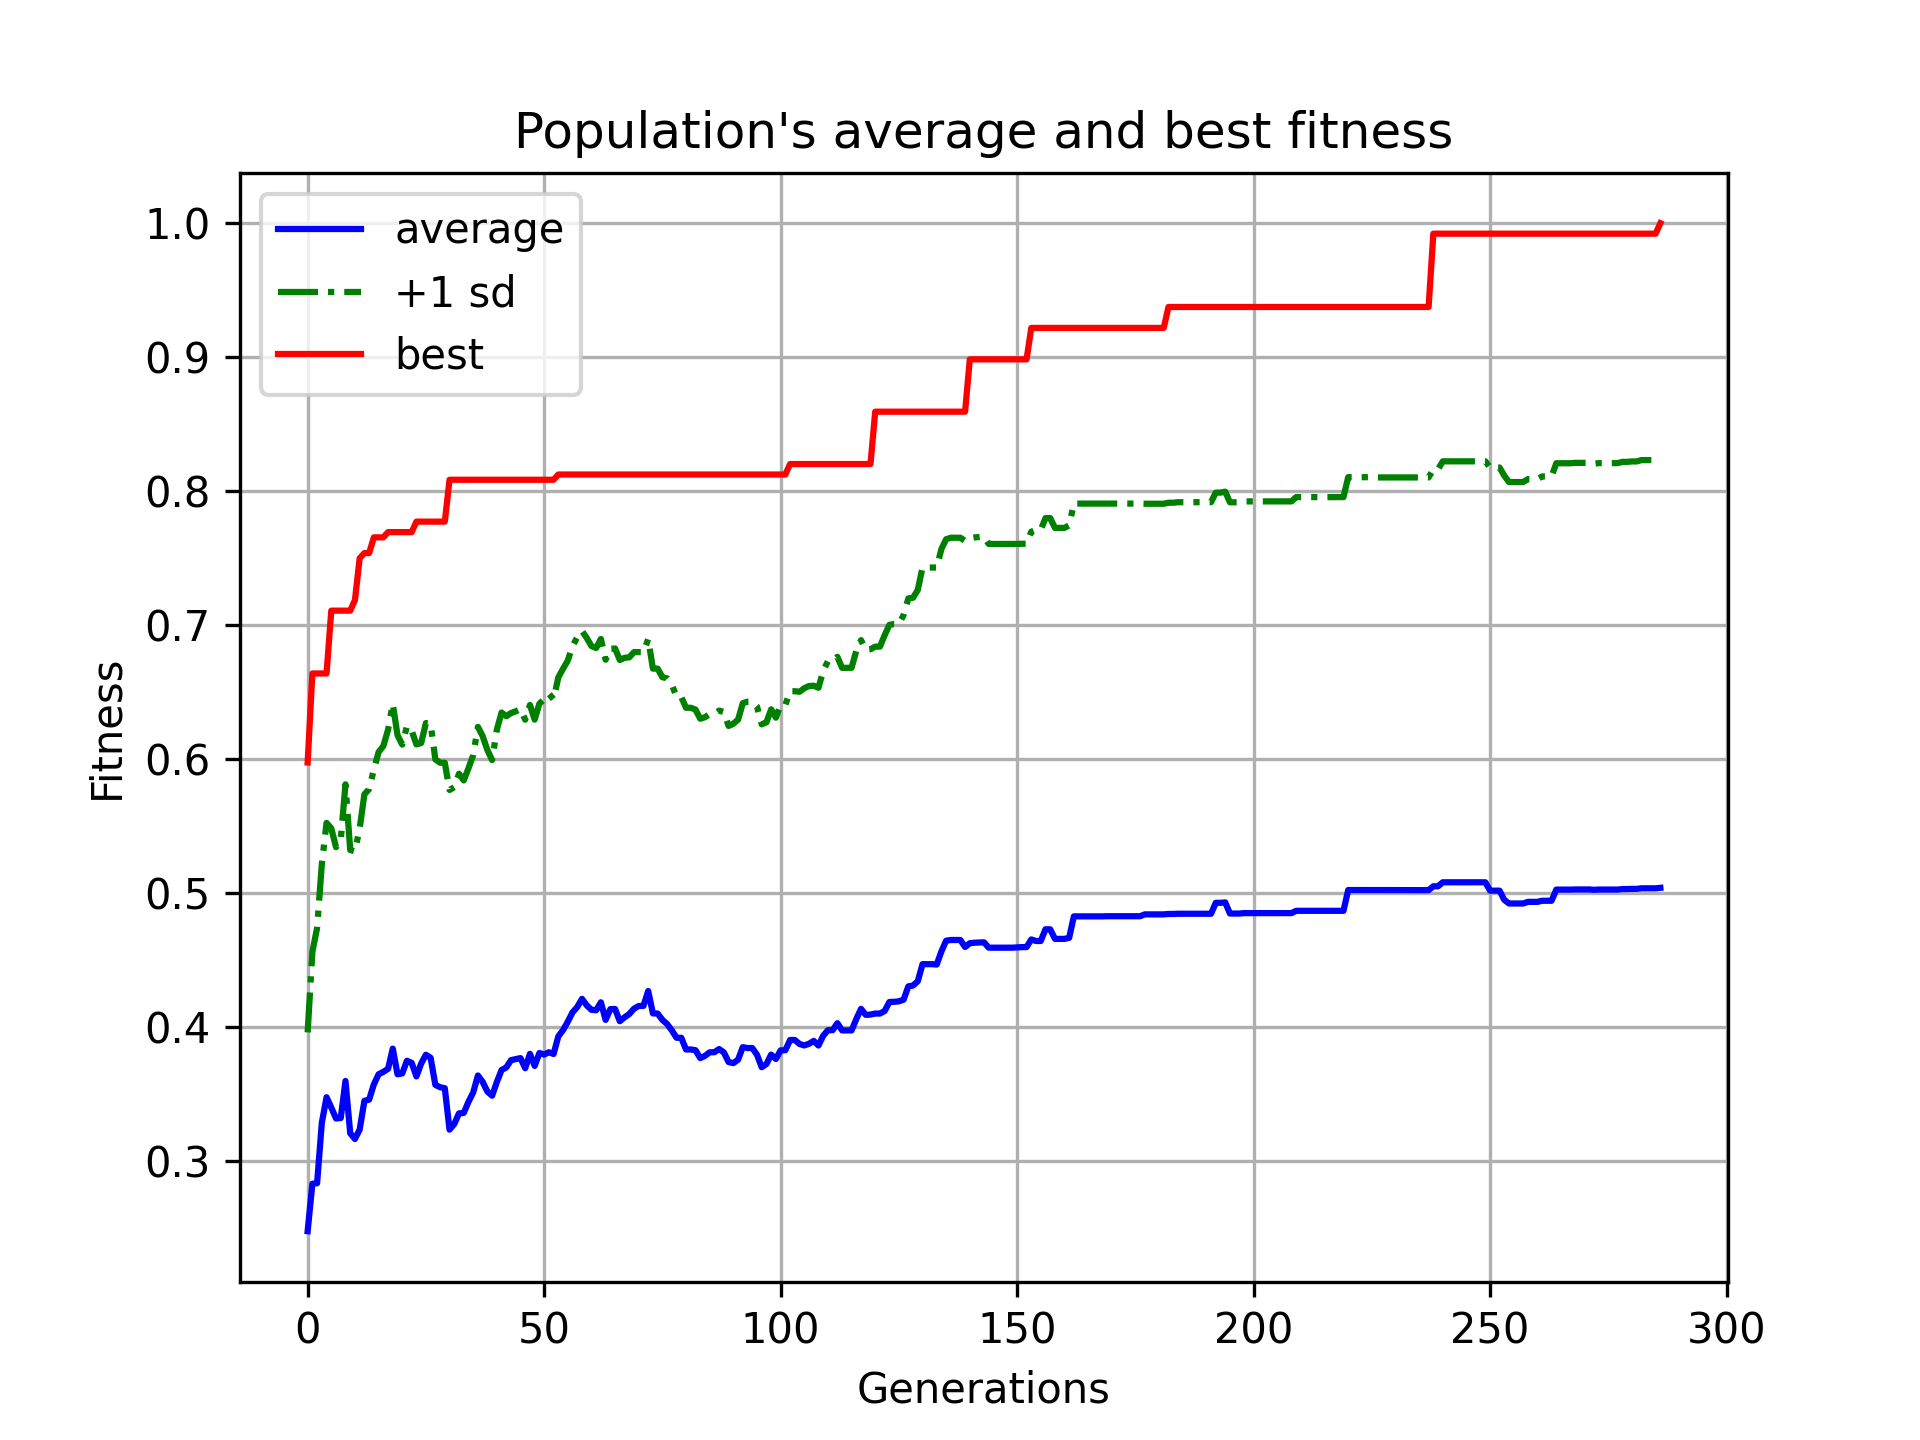 Population's average and best fitness
average
+1 sd
best
1.0
0.9
0.8
0.7
0.6
0.5
0.4
0.3
Fitness
0 50 100 150 200 250 300
Generations